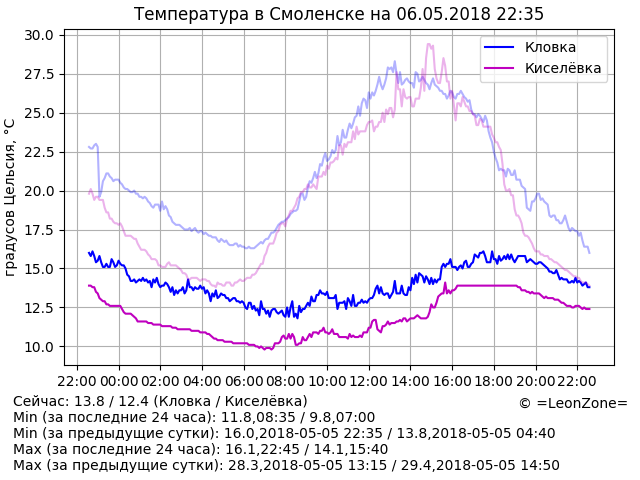 Температура в Смоленске на 06.05.2018 22:35
30.0
27.5
25.0
22.5
20.0
17.5
15.0
12.5
10.0
градусов Цельсия, °C
Кловка
Киселёвка
22:00 00:00 02:00 04:00 06:00 08:00 10:00 12:00 14:00 16:00 18:00 20:00 22:00
Сейчас: 13.8 / 12.4 (Кловка / Киселёвка)
© =LeonZone=
Min (за последние 24 часа): 11.8,08:35 / 9.8,07:00
Min (за предыдущие сутки): 16.0,2018-05-05 22:35 / 13.8,2018-05-05 04:40
Max (за последние 24 часа): 16.1,22:45 / 14.1,15:40
Max (за предыдущие сутки): 28.3,2018-05-05 13:15 / 29.4,2018-05-05 14:50